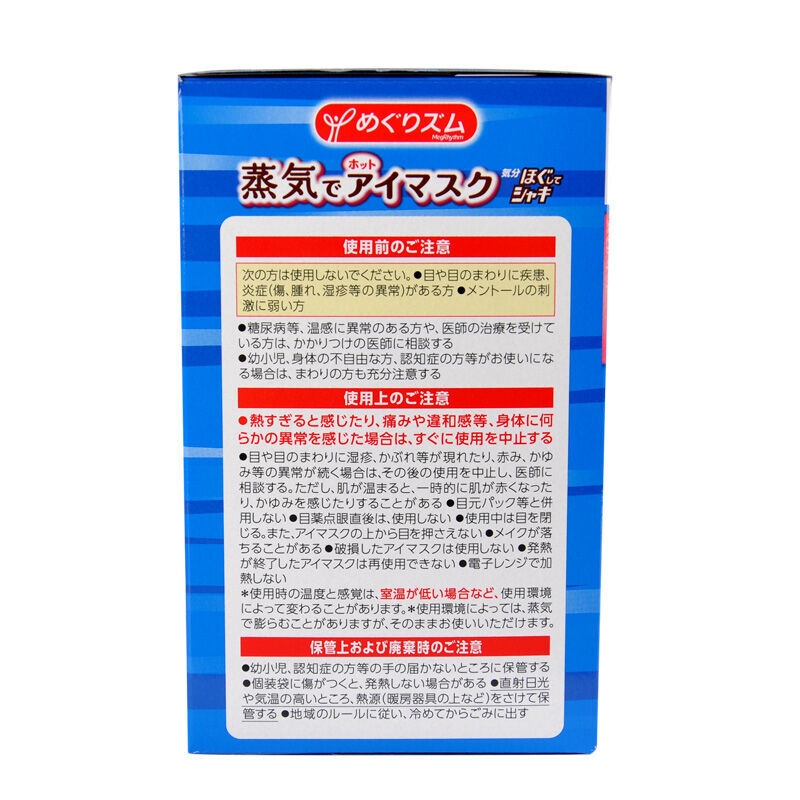 めぐりズム
MegRhythm
ホット
蒸気でアイマスク 気分ほぐしてシャキ
使用前のご注意
次の方は使用しないでください。●目や目のまわりに疾患、
炎症(傷、腫れ、湿疹等の異常)がある方 ●メントールの刺
激に弱い方
●糖尿病等、温感に異常のある方や、医師の治療を受けて
いる方は、かかりつけの医師に相談する
●幼小児、身体の不自由な方、認知症の方等がお使いにな
る場合は、まわりの方も充分注意する
使用上のご注意
●熱すぎると感じたり、痛みや違和感等、身体に何
らかの異常を感じた場合は、すぐに使用を中止する
●目や目のまわりに湿疹、かぶれ等が現れたり、赤み、かゆ
み等の異常が続く場合は、その後の使用を中止し、医師に
相談する。ただし、肌が温まると、一時的に肌が赤くなった
り、かゆみを感じたりすることがある ●目元パック等と併
用しない ●目薬点眼直後は、使用しない ●使用中は目を閉
じる。また、アイマスクの上から目を押さえない ●メイクが落
ちることがある ●破損したアイマスクは使用しない ●発熱
が終了したアイマスクは再使用できない ●電子レンジで加
熱しない
＊使用時の温度と感覚は、室温が低い場合など、使用環境
によって変わることがあります。＊使用環境によっては、蒸気
で膨らむことがありますが、そのままお使いいただけます。
保管上および廃棄時のご注意
●幼小児、認知症の方等の手の届かないところに保管する
●個装袋に傷がつくと、発熱しない場合がある ●直射日光
や気温の高いところ、熱源(暖房器具の上など)をさけて保
管する ●地域のルールに従い、冷めてからごみに出す